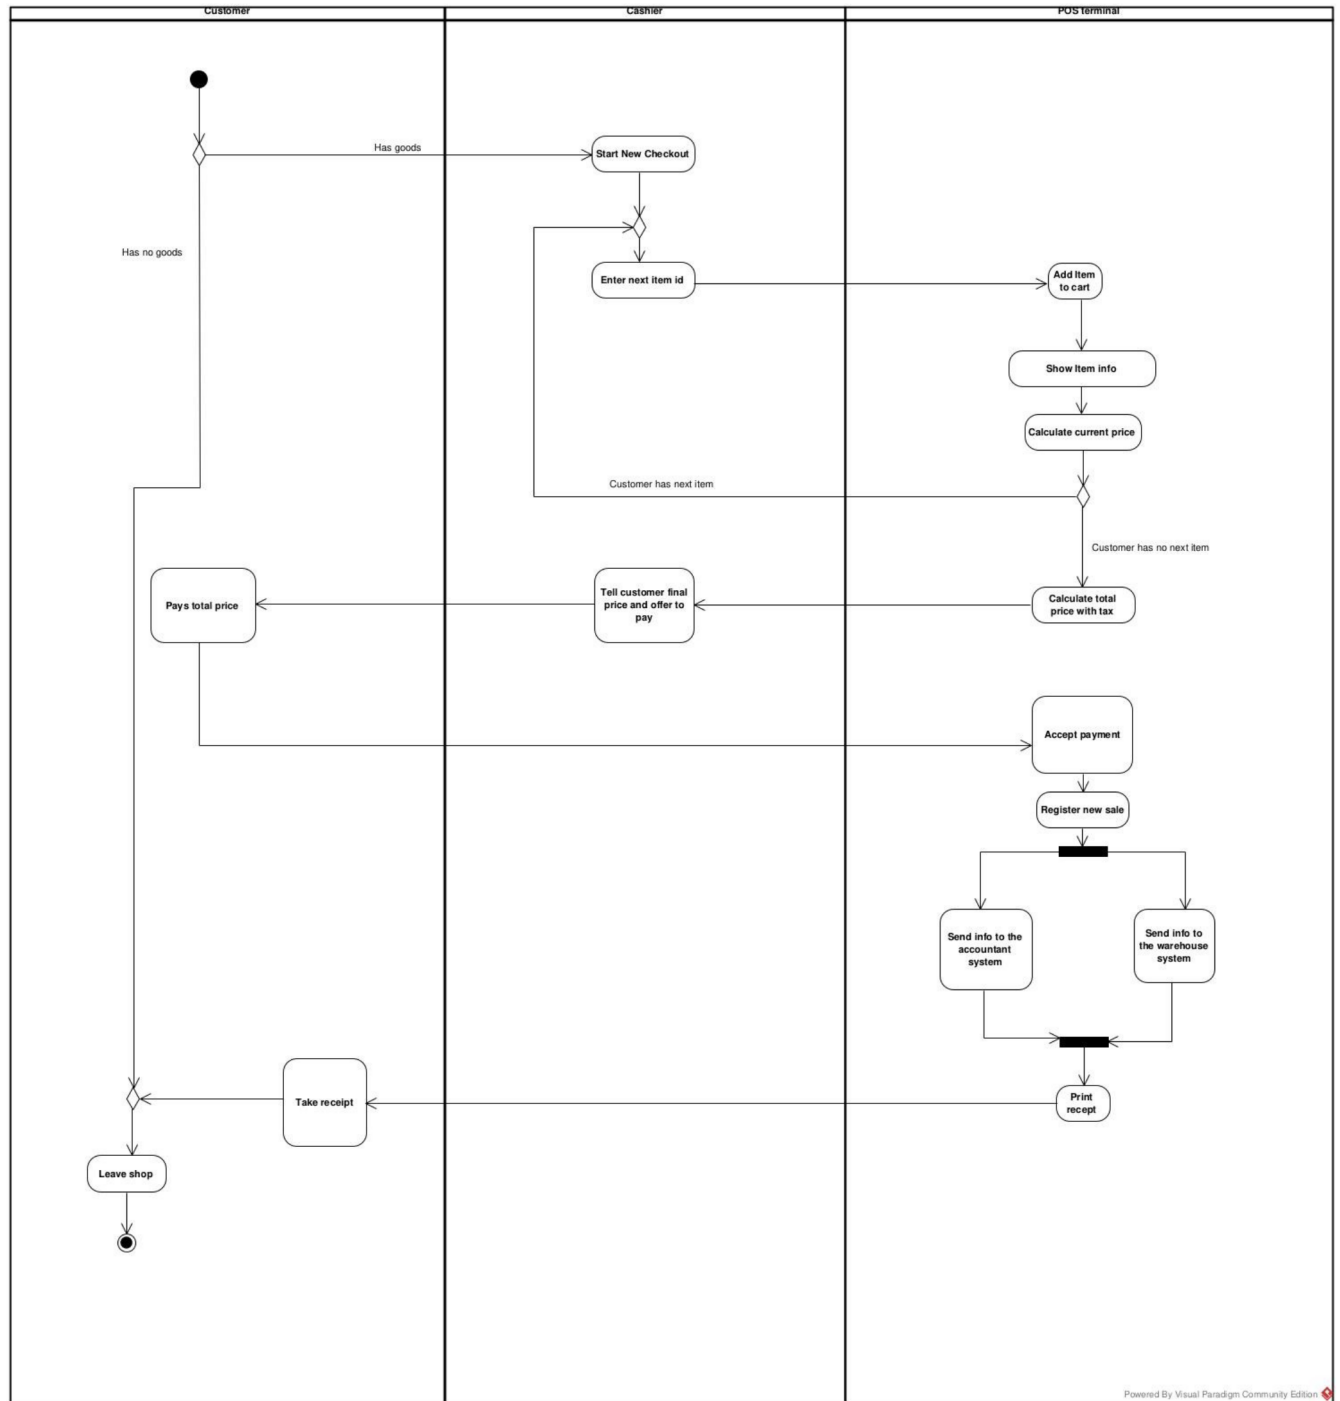 Customer
Cashier
POS terminal
Has goods
Start New Checkout
Has no goods
Enter next item id
Add Item
to cart
Show Item info
Calculate current price
Customer has next item
Customer has no next item
Pays total price
Tell customer final
price and offer to
pay
Calculate total
price with tax
Accept payment
Register new sale
Send info to the
accountant
system
Send info to
the warehouse
system
Take receipt
Print
recept
Leave shop
Powered By Visual Paradigm Community Edition